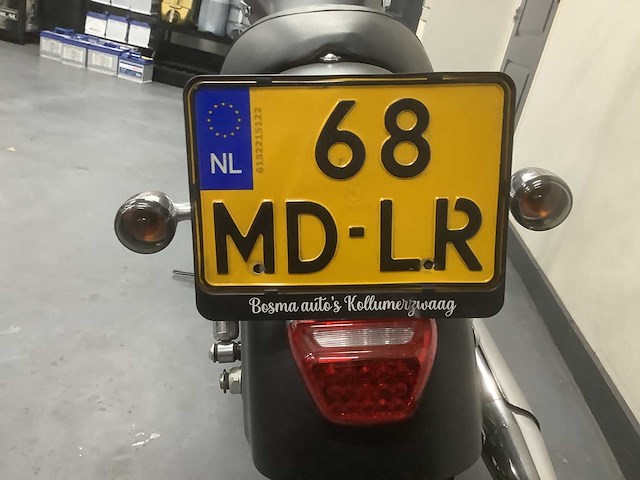 68
NL
6132215122
MD-LR
Bosma auto's Kollumerzwaag